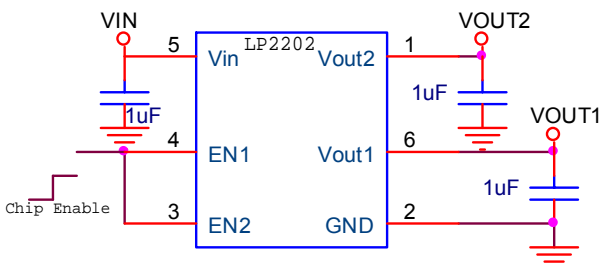 VIN
VOUT2
LP2202
5
Vin
Vout2
1
1uF
1uF
VOUT1
4
EN1
Vout1
6
1uF
Chip Enable
3
EN2
GND
2